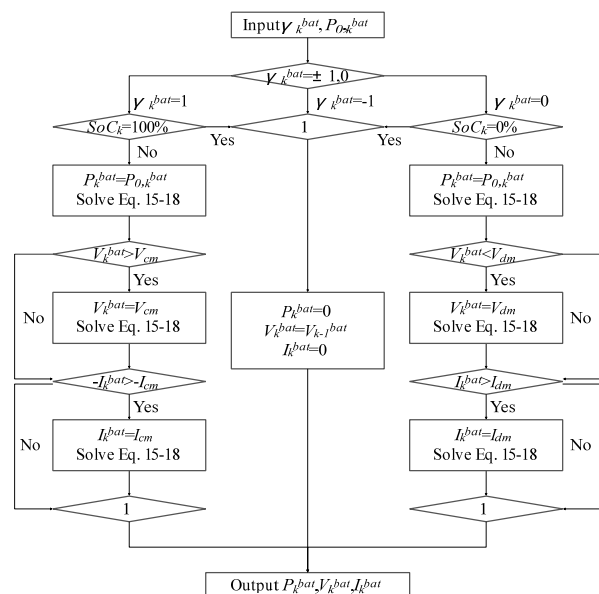 Input γ k^bat, P0,k^bat
γ k^bat=± 1,0
γ k^bat=1
γ k^bat=-1
γ k^bat=0
SoCk=100%
Yes
1
Yes
SoCk=0%
No
No
Pk^bat=P0,k^bat
Solve Eq. 15-18
Pk^bat=P0,k^bat
Solve Eq. 15-18
Vk^bat>Vcm
Vk^bat<Vdm
Yes
Yes
No
Vk^bat=Vcm
Solve Eq. 15-18
Pk^bat=0
Vk^bat=Vk-1^bat
Ik^bat=0
Vk^bat=Vdm
Solve Eq. 15-18
No
-Ik^bat>-Icm
Ik^bat>Idm
Yes
Yes
No
Ik^bat=Icm
Solve Eq. 15-18
Ik^bat=Idm
Solve Eq. 15-18
No
1
1
Output Pk^bat,Vk^bat,Ik^bat